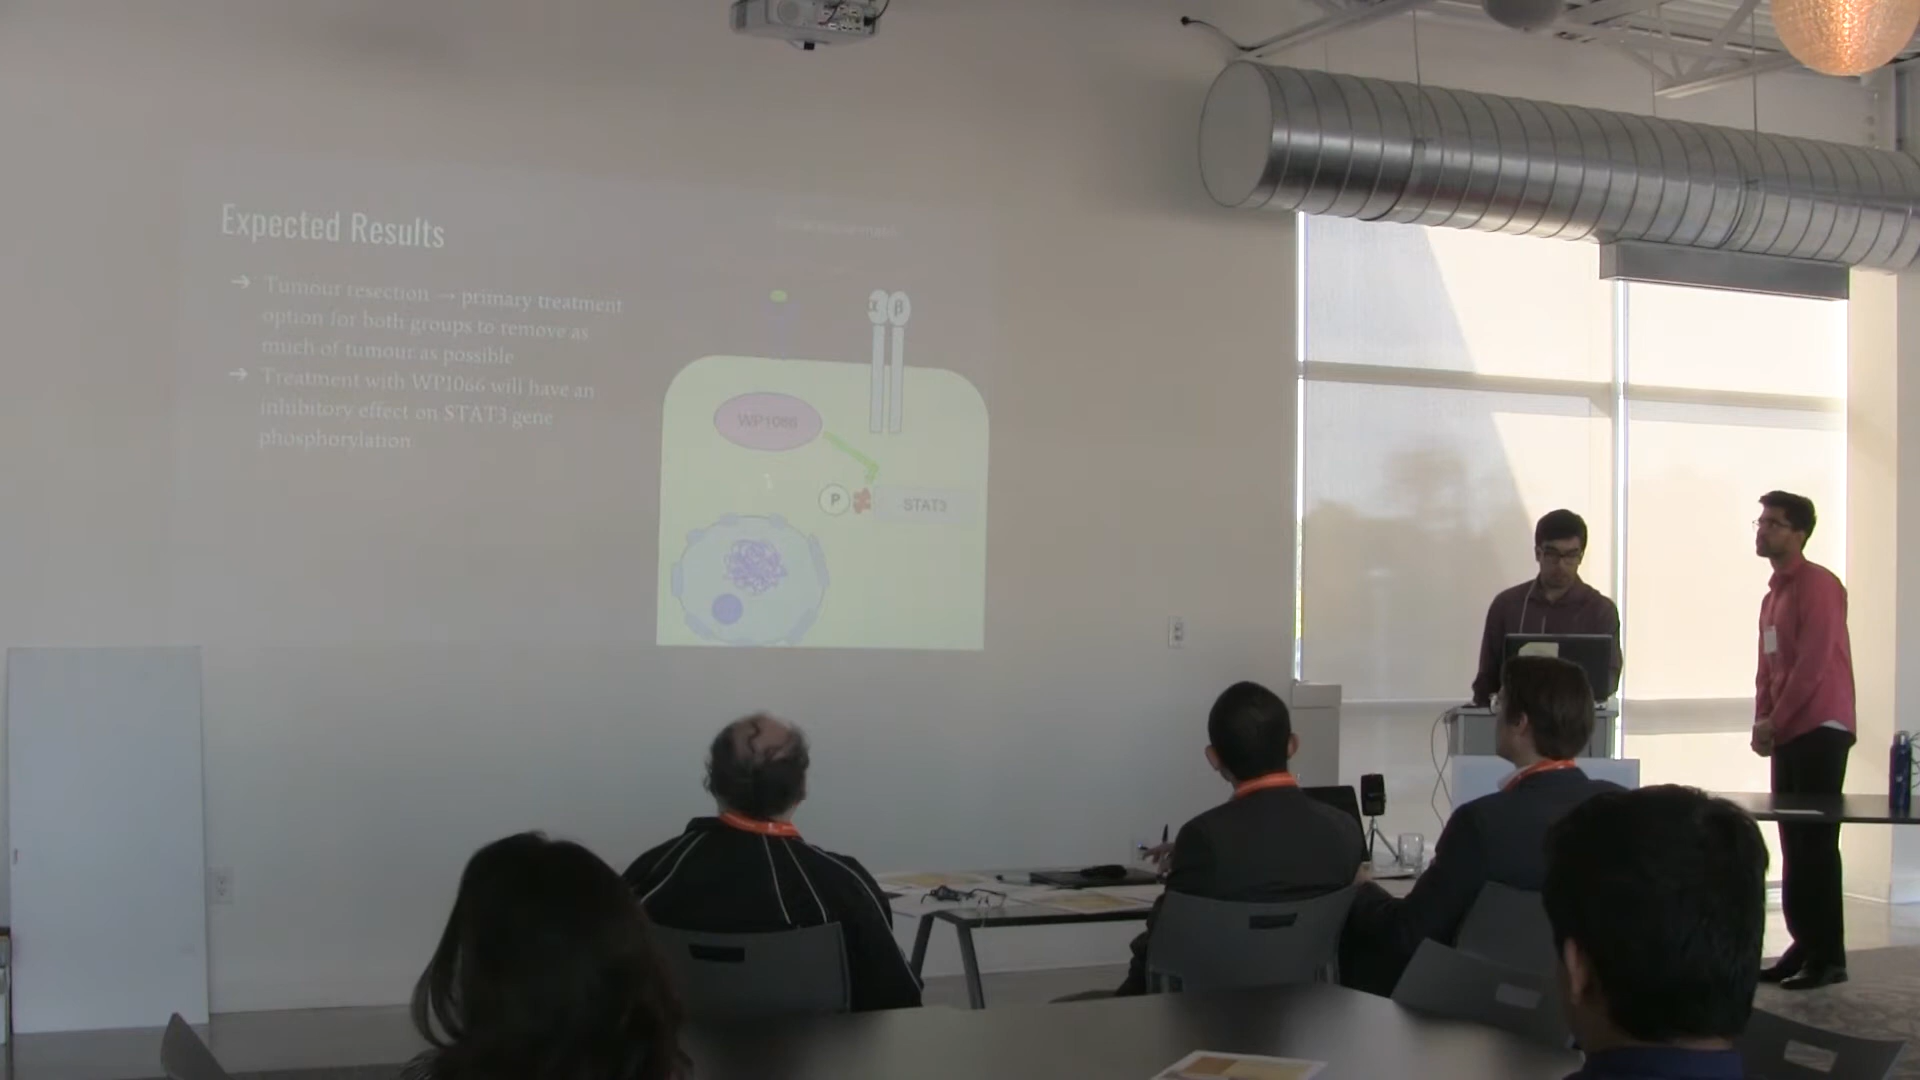 Expected Results
➔ Tumour resection → primary treatment
option for both groups to remove as
much of tumour as possible
➔ Treatment with WP1066 will have an
inhibitory effect on STAT3 gene
phosphorylation
α β
WP1066
P STAT3